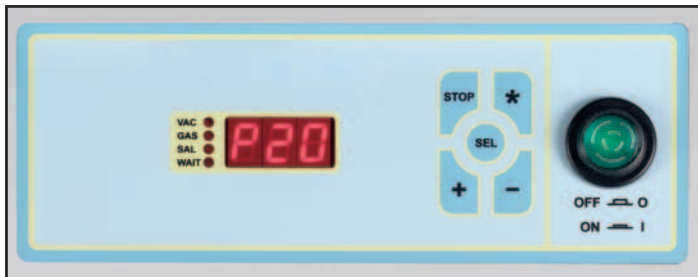 VAC
GAS
SAL
WAIT
P20
STOP *
SEL
+ -
OFF O
ON I